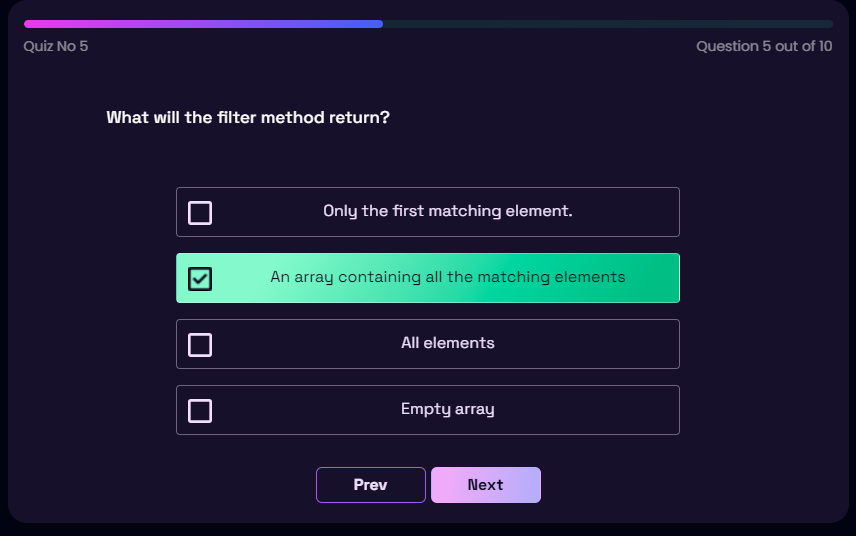 Quiz No 5
Question 5 out of 10
What will the filter method return?
Only the first matching element.
An array containing all the matching elements
All elements
Empty array
Prev
Next